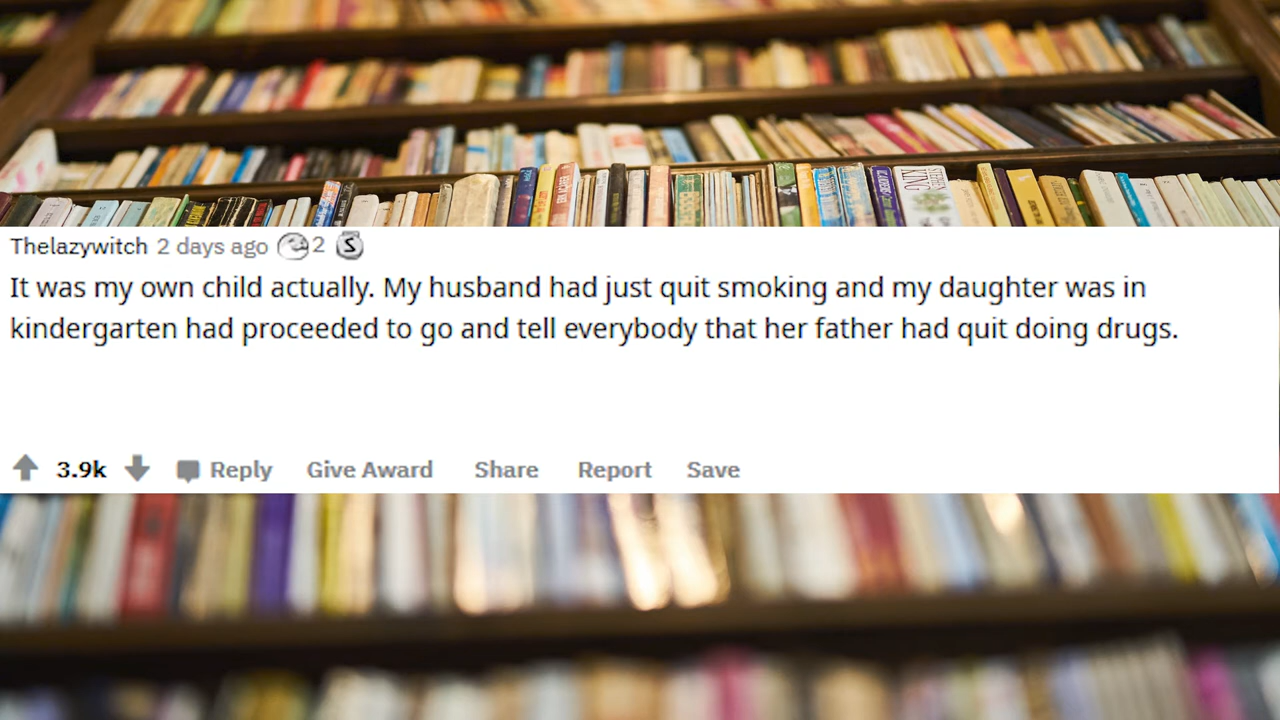 STEPHEN
KING
Thelazywitch 2 days ago 2 S
It was my own child actually. My husband had just quit smoking and my daughter was in
kindergarten had proceeded to go and tell everybody that her father had quit doing drugs.
3.9k Reply Give Award Share Report Save